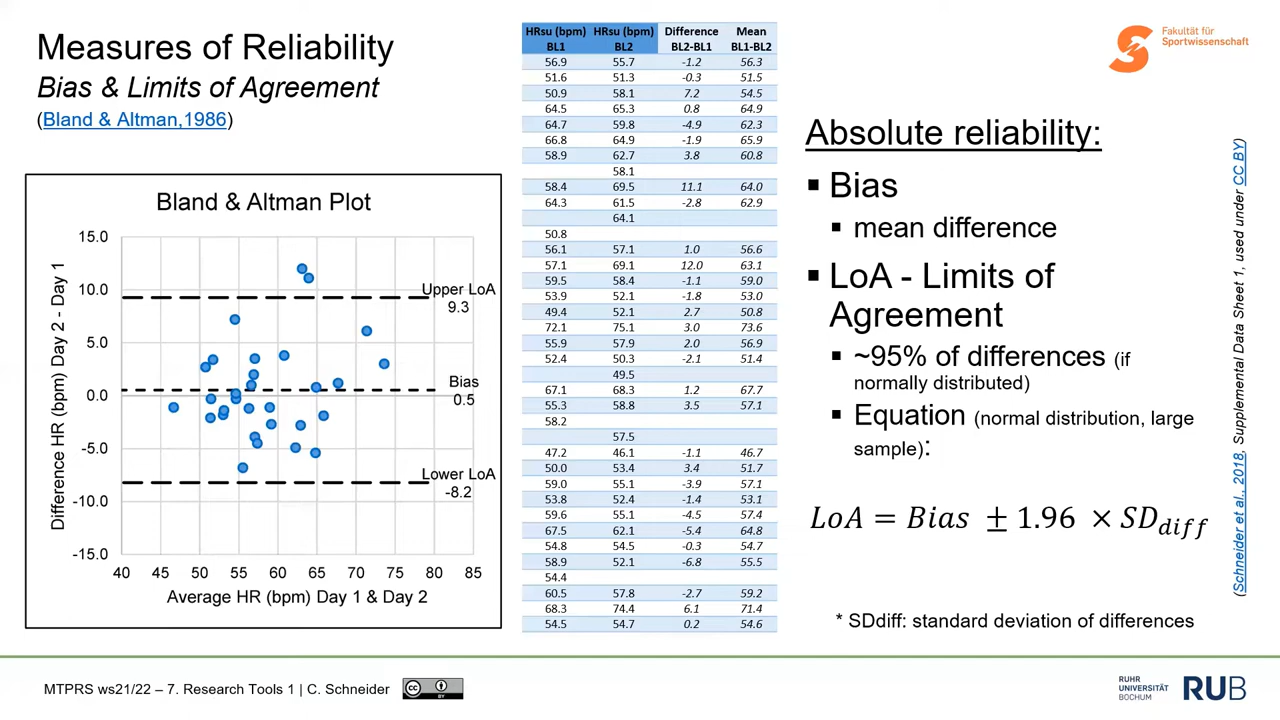 Measures of Reliability
Bias & Limits of Agreement
(Bland & Altman,1986)
Bland & Altman Plot
15.0
10.0
5.0
0.0
-5.0
-10.0
-15.0
Difference HR (bpm) Day 2 - Day 1
Upper LoA
9.3
Bias
0.5
Lower LoA
-8.2
40 45 50 55 60 65 70 75 80 85
Average HR (bpm) Day 1 & Day 2
HRsu (bpm) HRsu (bpm) Difference Mean
BL1 BL2 BL2-BL1 BL1-BL2
56.9 55.7 -1.2 56.3
51.6 51.3 -0.3 51.5
50.9 58.1 7.2 54.5
64.5 65.3 0.8 64.9
64.7 59.8 -4.9 62.3
66.8 64.9 -1.9 65.9
58.9 62.7 3.8 60.8
58.1
58.4 69.5 11.1 64.0
64.3 61.5 -2.8 62.9
64.1
50.8
56.1 57.1 1.0 56.6
57.1 69.1 12.0 63.1
59.5 58.4 -1.1 59.0
53.9 52.1 -1.8 53.0
49.4 52.1 2.7 50.8
72.1 75.1 3.0 73.6
55.9 57.9 2.0 56.9
52.4 50.3 -2.1 51.4
49.5
67.1 68.3 1.2 67.7
55.3 58.8 3.5 57.1
58.2
57.5
47.2 46.1 -1.1 46.7
50.0 53.4 3.4 51.7
59.0 55.1 -3.9 57.1
53.8 52.4 -1.4 53.1
59.6 55.1 -4.5 57.4
67.5 62.1 -5.4 64.8
54.8 54.5 -0.3 54.7
58.9 52.1 -6.8 55.5
54.4
60.5 57.8 -2.7 59.2
68.3 74.4 6.1 71.4
54.5 54.7 0.2 54.6
Fakultät für
Sportwissenschaft
Absolute reliability:
▪ Bias
▪ mean difference
▪ LoA - Limits of
Agreement
▪ ~95% of differences (if
normally distributed)
▪ Equation (normal distribution, large
sample):
LoA = Bias ± 1.96 × SDdiff
* SDdiff: standard deviation of differences
(Schneider et al., 2018, Supplemental Data Sheet 1, used under CC BY)
MTPRS ws21/22 – 7. Research Tools 1 | C. Schneider
cc BY
RUHR
UNIVERSITÄT
BOCHUM
RUB